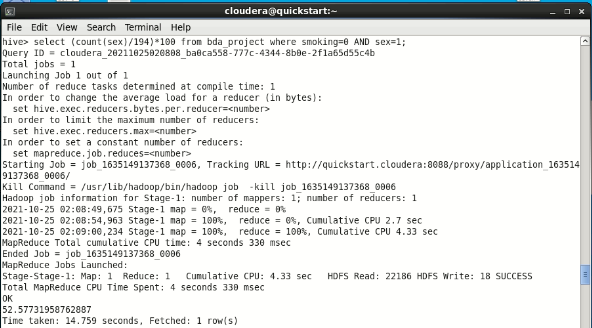 cloudera@quickstart:~
File Edit View Search Terminal Help
hive> select (count(sex)/194)*100 from bda_project where smoking=0 AND sex=1;
Query ID = cloudera_20211025020808_ba0ca558-777c-4344-8b0e-2f1a65d55c4b
Total jobs = 1
Launching Job 1 out of 1
Number of reduce tasks determined at compile time: 1
In order to change the average load for a reducer (in bytes):
  set hive.exec.reducers.bytes.per.reducer=<number>
In order to limit the maximum number of reducers:
  set hive.exec.reducers.max=<number>
In order to set a constant number of reducers:
  set mapreduce.job.reduces=<number>
Starting Job = job_1635149137368_0006, Tracking URL = http://quickstart.cloudera:8088/proxy/application_163514
9137368_0006/
Kill Command = /usr/lib/hadoop/bin/hadoop job  -kill job_1635149137368_0006
Hadoop job information for Stage-1: number of mappers: 1; number of reducers: 1
2021-10-25 02:08:49,675 Stage-1 map = 0%,  reduce = 0%
2021-10-25 02:08:54,963 Stage-1 map = 100%,  reduce = 0%, Cumulative CPU 2.7 sec
2021-10-25 02:09:00,234 Stage-1 map = 100%,  reduce = 100%, Cumulative CPU 4.33 sec
MapReduce Total cumulative CPU time: 4 seconds 330 msec
Ended Job = job_1635149137368_0006
MapReduce Jobs Launched:
Stage-Stage-1: Map: 1  Reduce: 1   Cumulative CPU: 4.33 sec   HDFS Read: 22186 HDFS Write: 18 SUCCESS
Total MapReduce CPU Time Spent: 4 seconds 330 msec
OK
52.57731958762887
Time taken: 14.759 seconds, Fetched: 1 row(s)